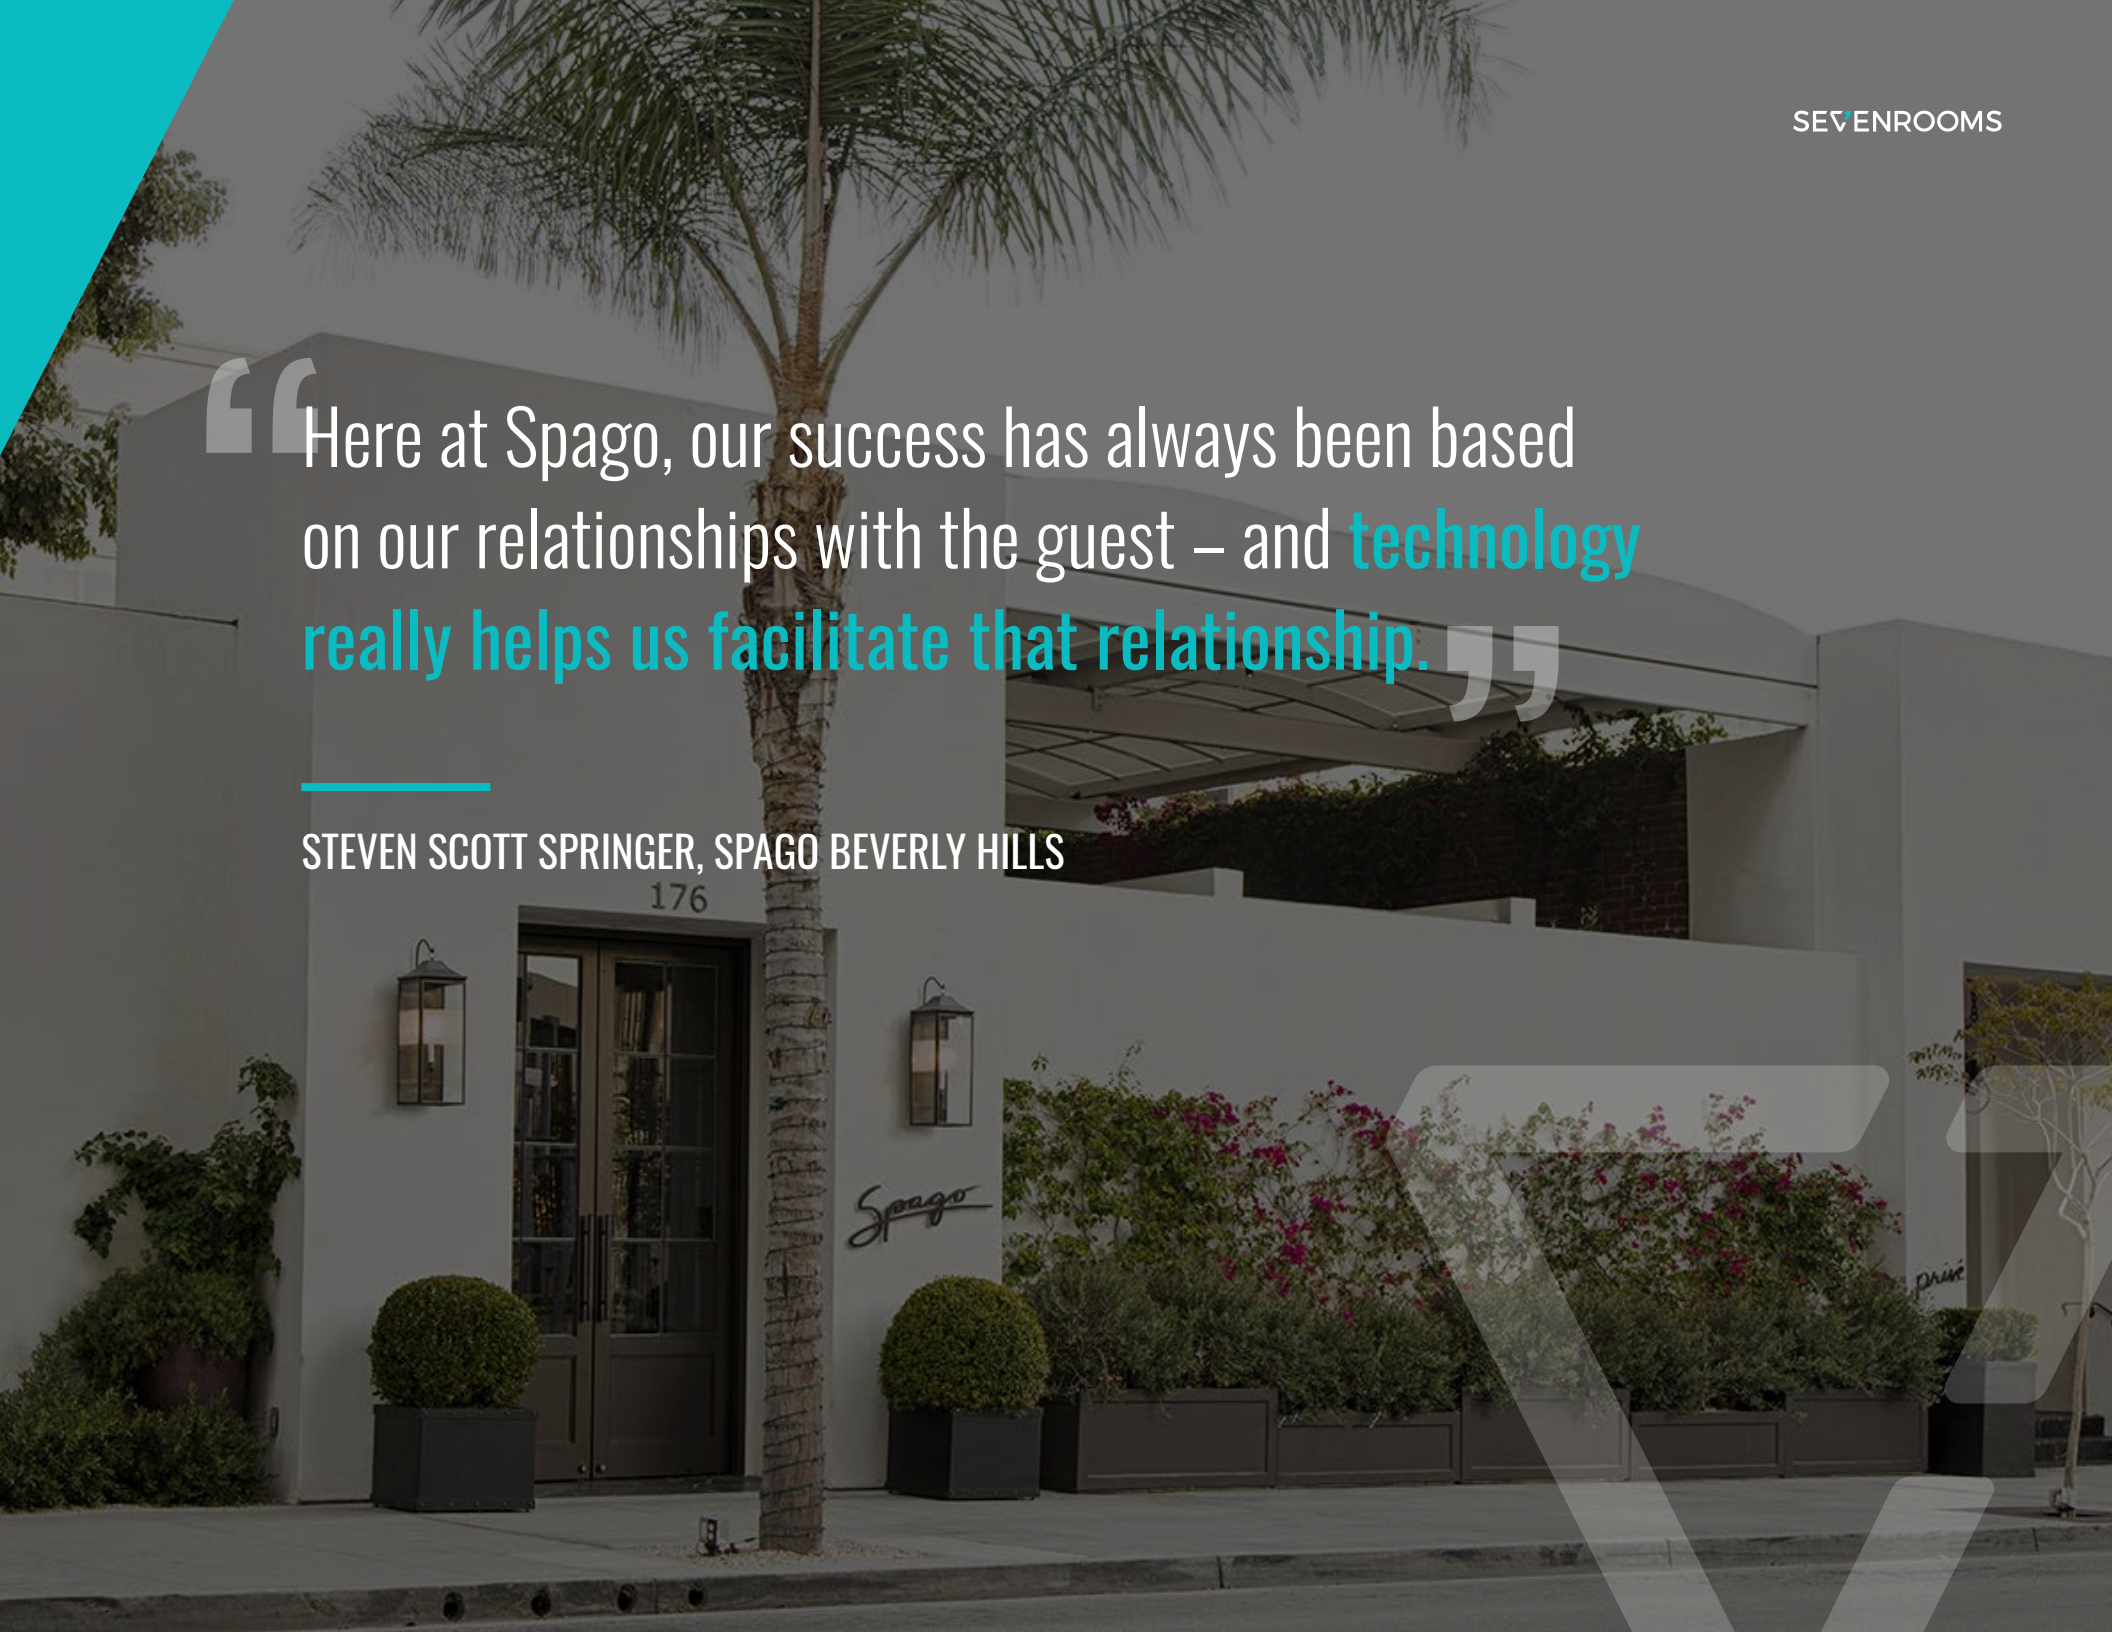 SEVENROOMS
“Here at Spago, our success has always been based
on our relationships with the guest – and technology
really helps us facilitate that relationship.”
STEVEN SCOTT SPRINGER, SPAGO BEVERLY HILLS
176
Spago
privé